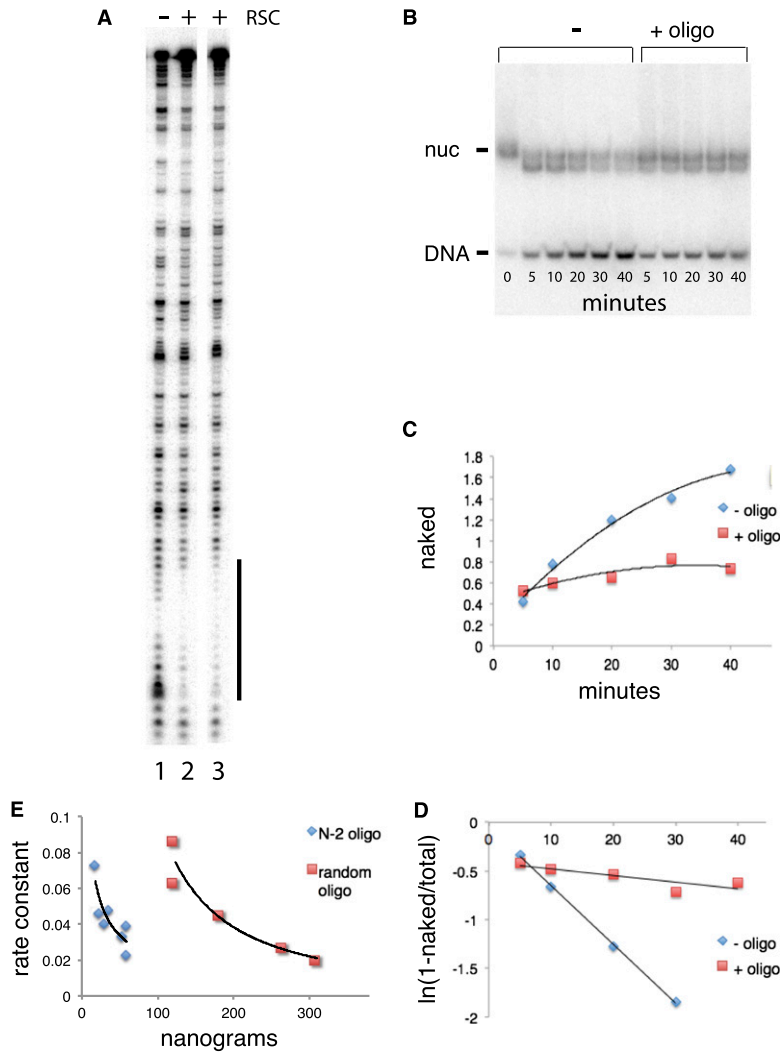 A
- + + RSC
1 2 3
B
- + oligo
nuc
DNA
0 5 10 20 30 40 5 10 20 30 40
minutes
C
naked
1.8
1.6
1.4
1.2
1
0.8
0.6
0.4
0.2
0
0 10 20 30 40
minutes
- oligo
+ oligo
E
rate constant
0.1
0.08
0.06
0.04
0.02
0
0 100 200 300
nanograms
N-2 oligo
random
oligo
D
ln(1-naked/total)
0 10 20 30 40
0
-0.5
-1
-1.5
-2
- oligo
+ oligo